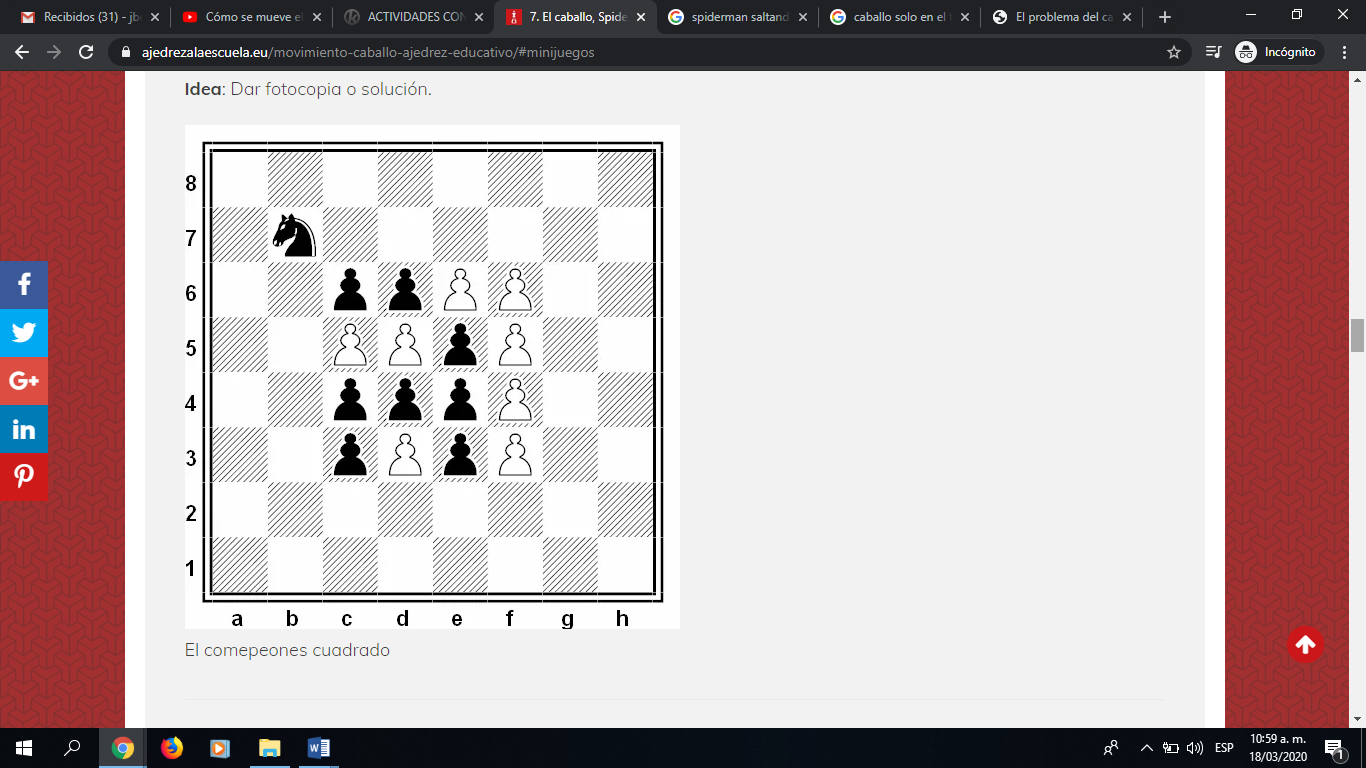 Recibidos (31) - jb
Cómo se mueve el
ACTIVIDADES CON
7. El caballo, Spide
spiderman saltand
caballo solo en el t
El problema del ca
ajedrezalaescuela.eu/movimiento-caballo-ajedrez-educativo/#minijuegos
Incógnito
Idea: Dar fotocopia o solución.
8
7
6
5
4
3
2
1
a b c d e f g h
El comepeones cuadrado
ESP
10:59 a. m.
18/03/2020
1